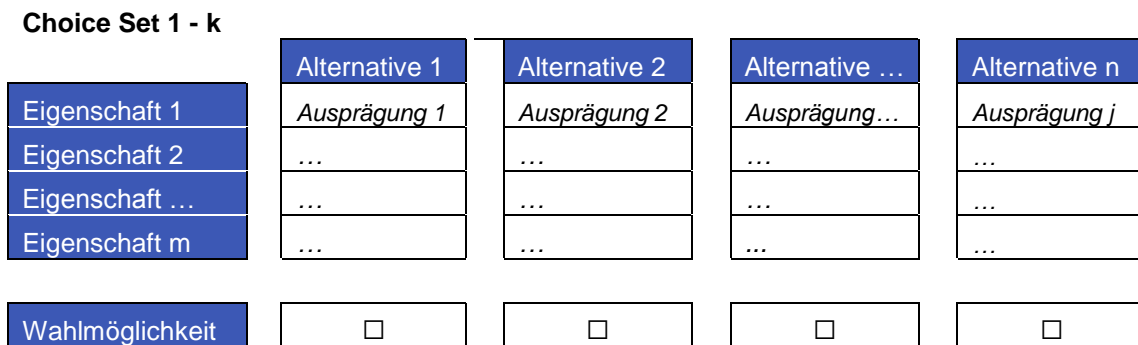 Choice Set 1 - k
Alternative 1 Alternative 2 Alternative … Alternative n
Eigenschaft 1 Ausprägung 1 Ausprägung 2 Ausprägung… Ausprägung j
Eigenschaft 2 … … … …
Eigenschaft … … … … …
Eigenschaft m … … ... …
Wahlmöglichkeit □ □ □ □